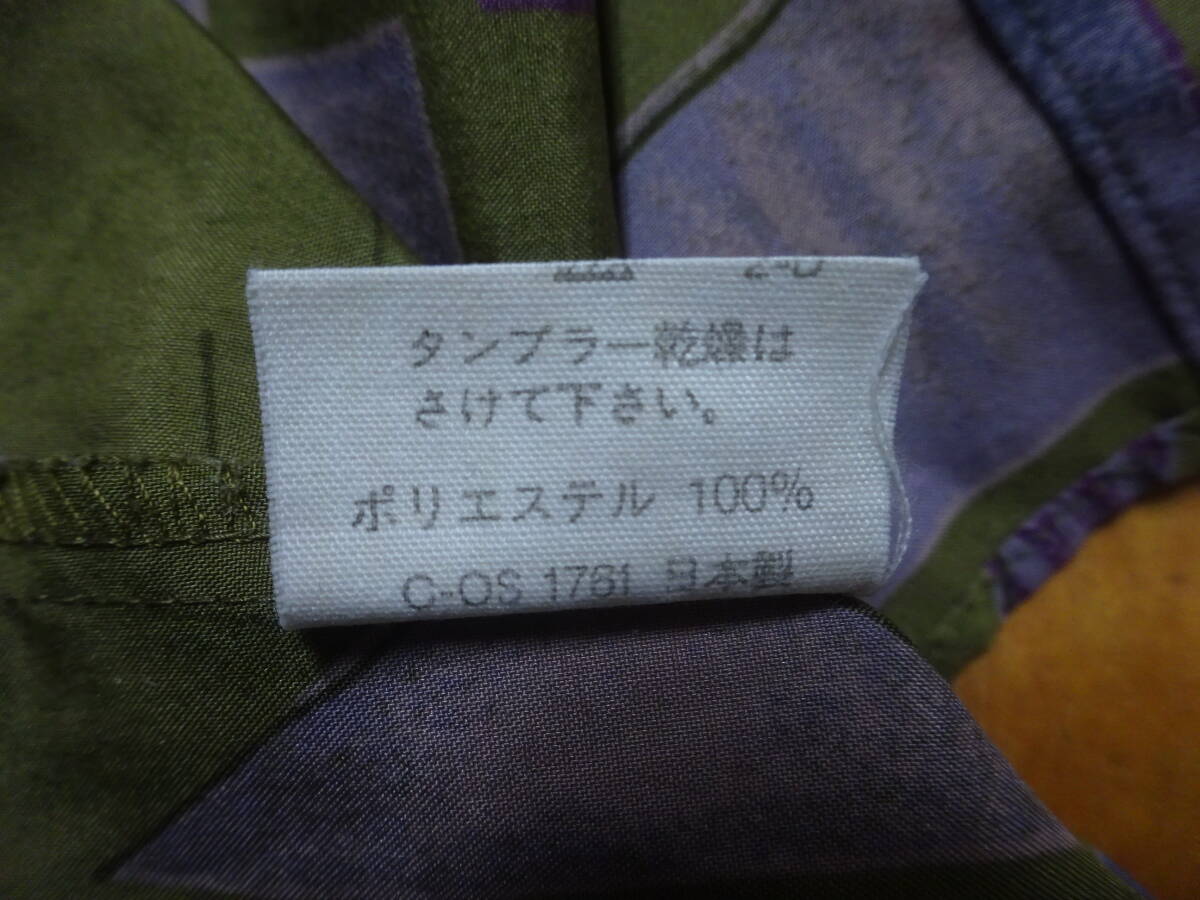 タンブラー乾燥は
さけて下さい。
ポリエステル 100%
C-OS 1761 日本製